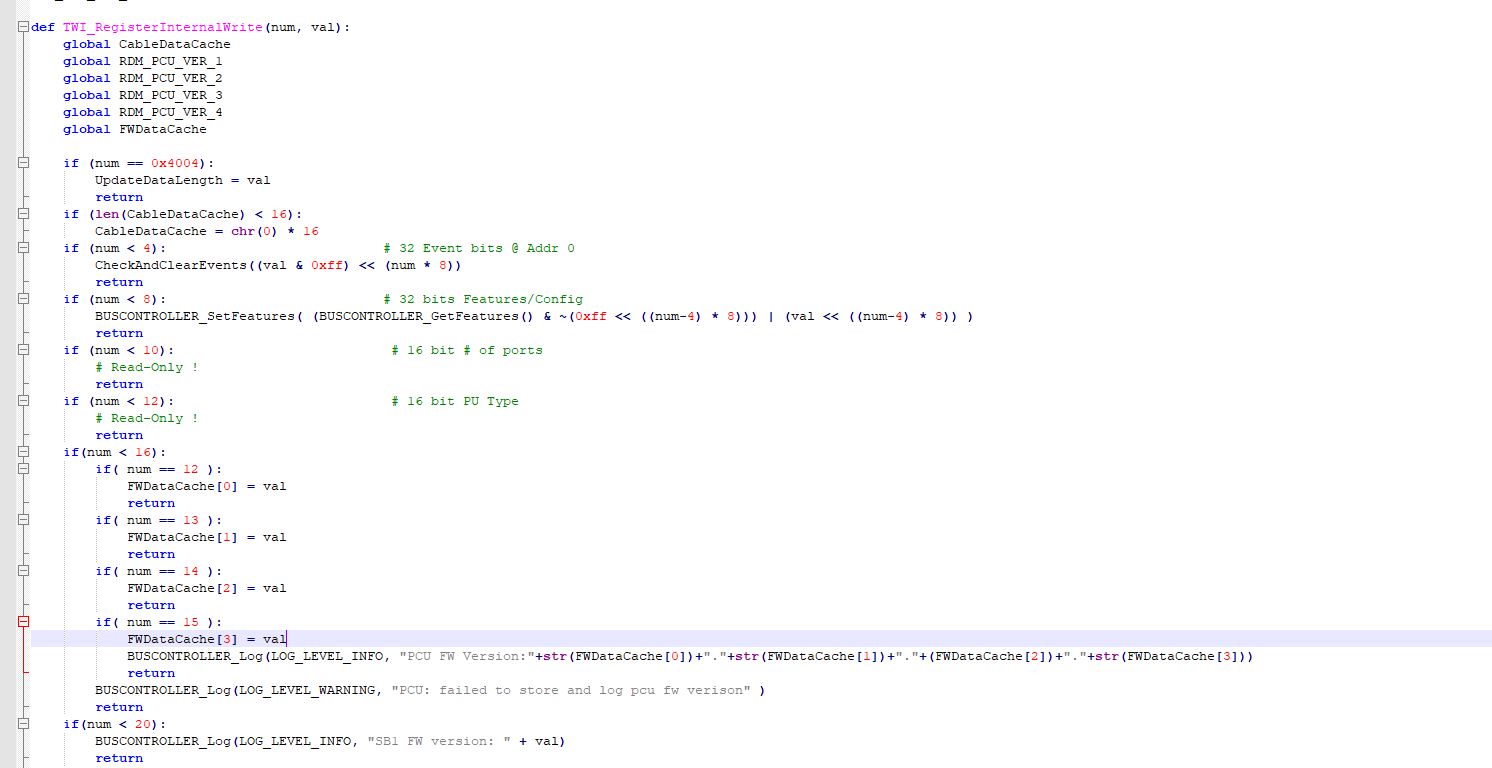 def TWI_RegisterInternalWrite(num, val):
    global CableDataCache
    global RDM_PCU_VER_1
    global RDM_PCU_VER_2
    global RDM_PCU_VER_3
    global RDM_PCU_VER_4
    global FWDataCache

    if (num == 0x4004):
        UpdateDataLength = val
        return
    if (len(CableDataCache) < 16):
        CableDataCache = chr(0) * 16
    if (num < 4):                           # 32 Event bits @ Addr 0
        CheckAndClearEvents((val & 0xff) << (num * 8))
        return
    if (num < 8):                           # 32 bits Features/Config
        BUSCONTROLLER_SetFeatures( (BUSCONTROLLER_GetFeatures() & ~(0xff << ((num-4) * 8))) | (val << ((num-4) * 8)) )
        return
    if (num < 10):                           # 16 bit # of ports
        # Read-Only !
        return
    if (num < 12):                           # 16 bit PU Type
        # Read-Only !
        return
    if(num < 16):
        if( num == 12 ):
            FWDataCache[0] = val
            return
        if( num == 13 ):
            FWDataCache[1] = val
            return
        if( num == 14 ):
            FWDataCache[2] = val
            return
        if( num == 15 ):
            FWDataCache[3] = val
            BUSCONTROLLER_Log(LOG_LEVEL_INFO, "PCU FW Version:"+str(FWDataCache[0])+"."+str(FWDataCache[1])+"."+(FWDataCache[2])+"."+str(FWDataCache[3]))
            return
        BUSCONTROLLER_Log(LOG_LEVEL_WARNING, "PCU: failed to store and log pcu fw verison" )
        return
    if(num < 20):
        BUSCONTROLLER_Log(LOG_LEVEL_INFO, "SB1 FW version: " + val)
        return